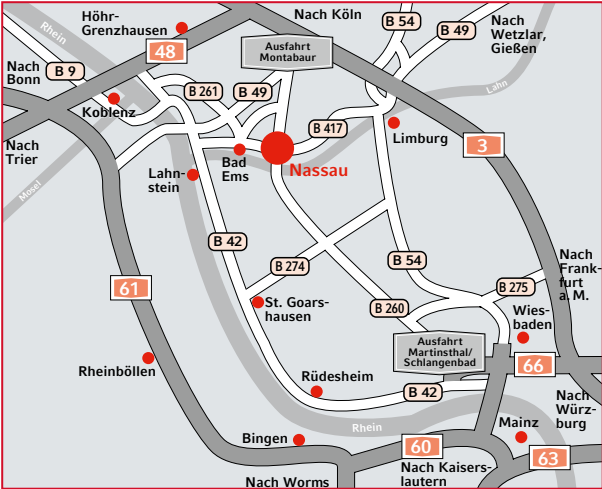 Höhr-
Grenzhausen
Nach Köln
B 54
Nach
Wetzlar,
Gießen
B 49
Rhein
48
Ausfahrt
Montabaur
Nach
Bonn
B 9
B 261
B 49
Lahn
Koblenz
B 417
Limburg
3
Nach
Trier
Bad
Ems
Nassau
Lahn-
stein
Mosel
B 42
B 274
B 54
Nach
Frank-
furt
a. M.
61
B 275
St. Goars-
hausen
B 260
Wies-
baden
Ausfahrt
Martinsthal/
Schlangenbad
66
Rheinböllen
Rüdesheim
B 42
Nach
Würz-
burg
Rhein
Mainz
Bingen
60
63
Nach Kaisers-
lautern
Nach Worms